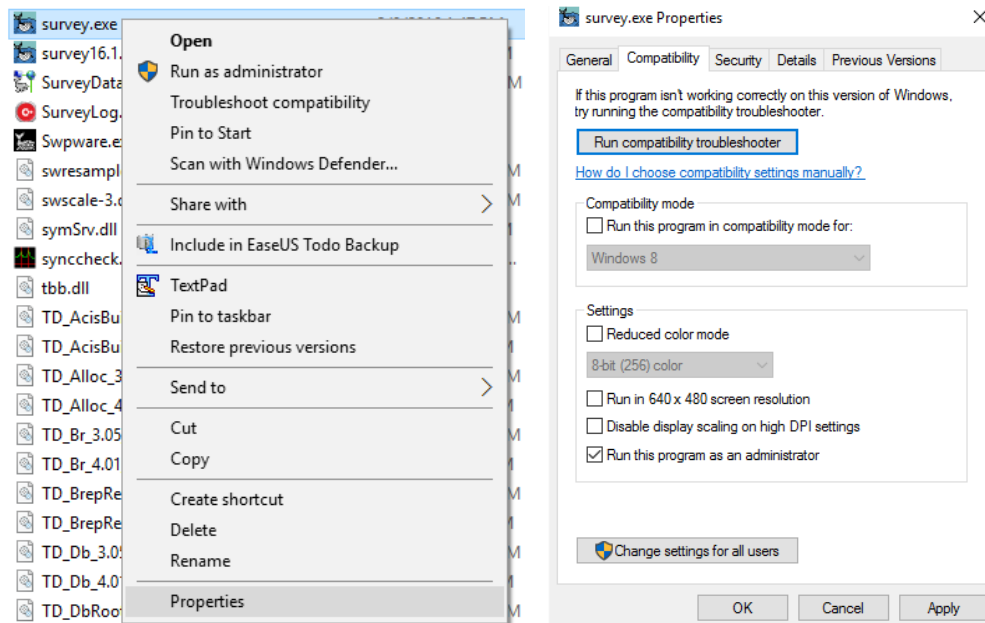 survey.exe
survey16.1.
SurveyData
SurveyLog.
Swpware.e
swresampl
swscale-3.
symSrv.dll
synccheck.
tbb.dll
TD_AcisBu
TD_AcisBui
TD_Alloc_3
TD_Alloc_4
TD_Br_3.05
TD_Br_4.01
TD_BrepRe
TD_BrepRe
TD_Db_3.05
TD_Db_4.01
TD_DbRoot
Open
Run as administrator
Troubleshoot compatibility
Pin to Start
Scan with Windows Defender...
Share with
Include in EaseUS Todo Backup
TextPad
Pin to taskbar
Restore previous versions
Send to
Cut
Copy
Create shortcut
Delete
Rename
Properties
survey.exe Properties
General Compatibility Security Details Previous Versions
If this program isn't working correctly on this version of Windows,
try running the compatibility troubleshooter.
Run compatibility troubleshooter
How do I choose compatibility settings manually?
Compatibility mode
Run this program in compatibility mode for:
Windows 8
Settings
Reduced color mode
8-bit (256) color
Run in 640 x 480 screen resolution
Disable display scaling on high DPI settings
Run this program as an administrator
Change settings for all users
OK Cancel Apply